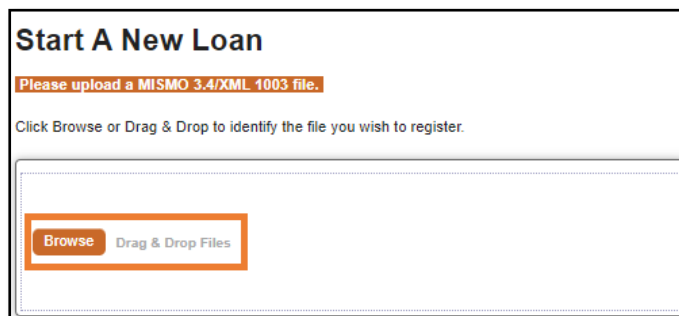 Start A New Loan
Please upload a MISMO 3.4/XML 1003 file.
Click Browse or Drag & Drop to identify the file you wish to register.
Browse Drag & Drop Files